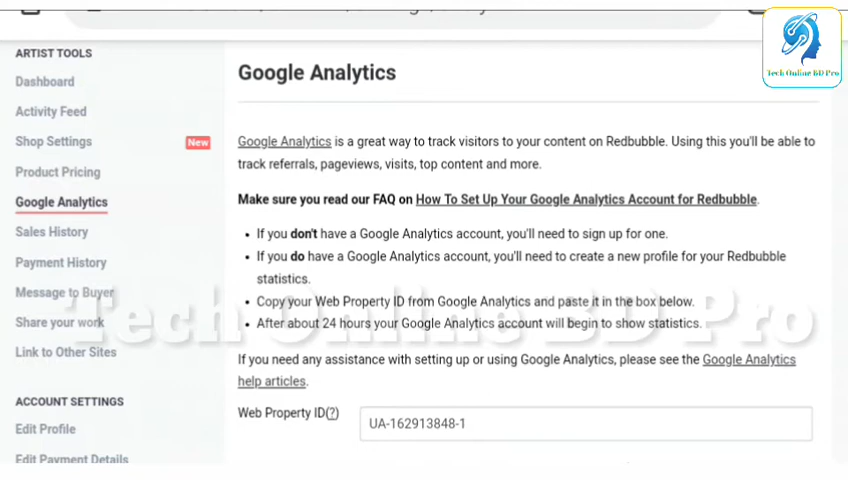 Tech Online BD Pro
ARTIST TOOLS
Dashboard
Activity Feed
Shop Settings New
Product Pricing
Google Analytics
Sales History
Payment History
Message to Buyer
Share your work
Link to Other Sites
ACCOUNT SETTINGS
Edit Profile
Edit Payment Details
Google Analytics
Google Analytics is a great way to track visitors to your content on Redbubble. Using this you'll be able to
track referrals, pageviews, visits, top content and more.
Make sure you read our FAQ on How To Set Up Your Google Analytics Account for Redbubble.
• If you don't have a Google Analytics account, you'll need to sign up for one.
• If you do have a Google Analytics account, you'll need to create a new profile for your Redbubble
statistics.
• Copy your Web Property ID from Google Analytics and paste it in the box below.
• After about 24 hours your Google Analytics account will begin to show statistics.
If you need any assistance with setting up or using Google Analytics, please see the Google Analytics
help articles.
Web Property ID(?) UA-162913848-1
Tech Online BD Pro